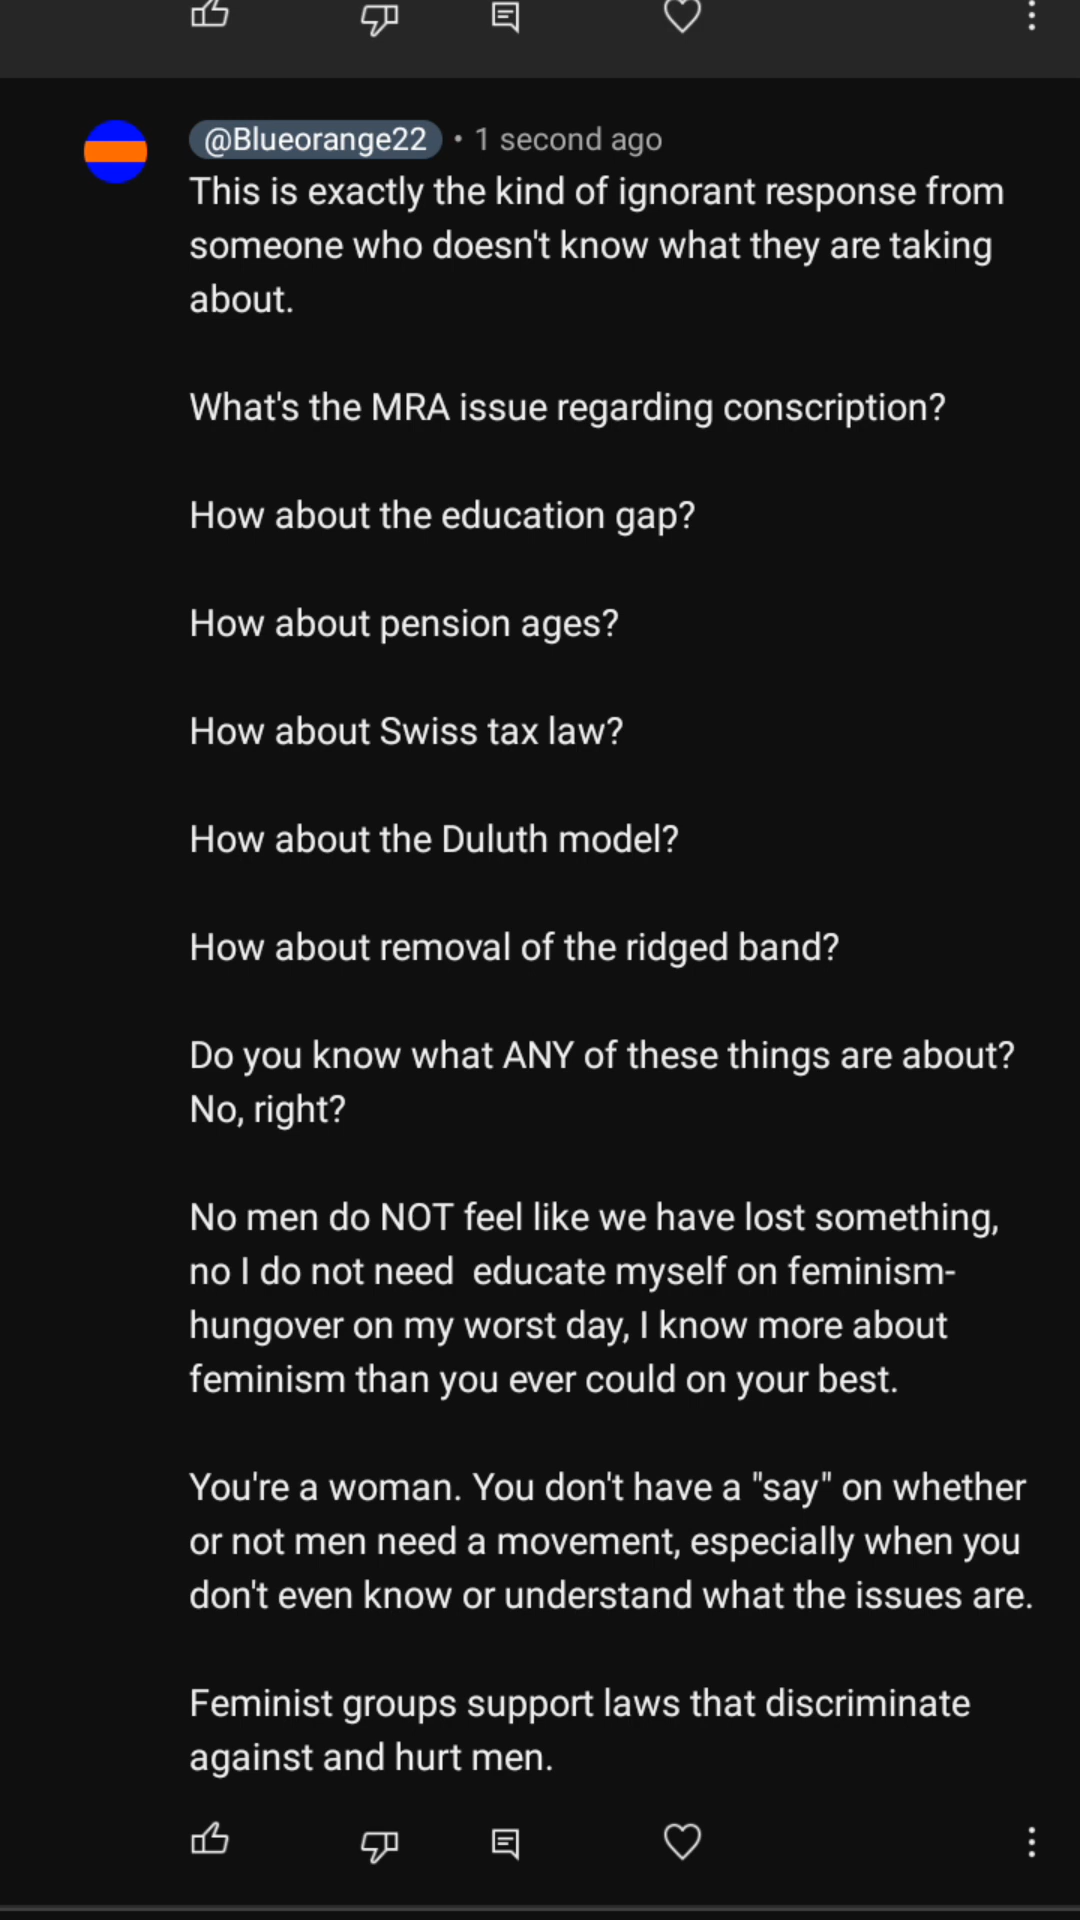 @Blueorange22 • 1 second ago
This is exactly the kind of ignorant response from
someone who doesn't know what they are taking
about.
What's the MRA issue regarding conscription?
How about the education gap?
How about pension ages?
How about Swiss tax law?
How about the Duluth model?
How about removal of the ridged band?
Do you know what ANY of these things are about?
No, right?
No men do NOT feel like we have lost something,
no I do not need  educate myself on feminism-
hungover on my worst day, I know more about
feminism than you ever could on your best.
You're a woman. You don't have a "say" on whether
or not men need a movement, especially when you
don't even know or understand what the issues are.
Feminist groups support laws that discriminate
against and hurt men.